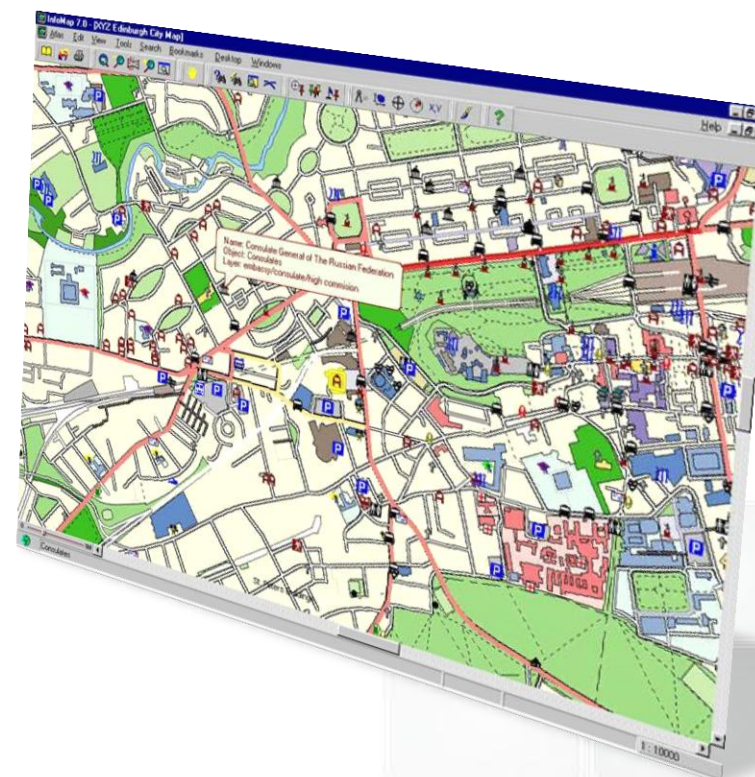 InfoMap 7.0 - [XYZ Edinburgh City Map]
Atlas Edit View Tools Search Bookmarks Desktop Windows Help
X,Y ?
Name: Consulate General of The Russian Federation
Object: Consulates
Layer: embassy/consulate/high commision
P P P P P P P P P P P P P P P
Consulates
1 : 10000